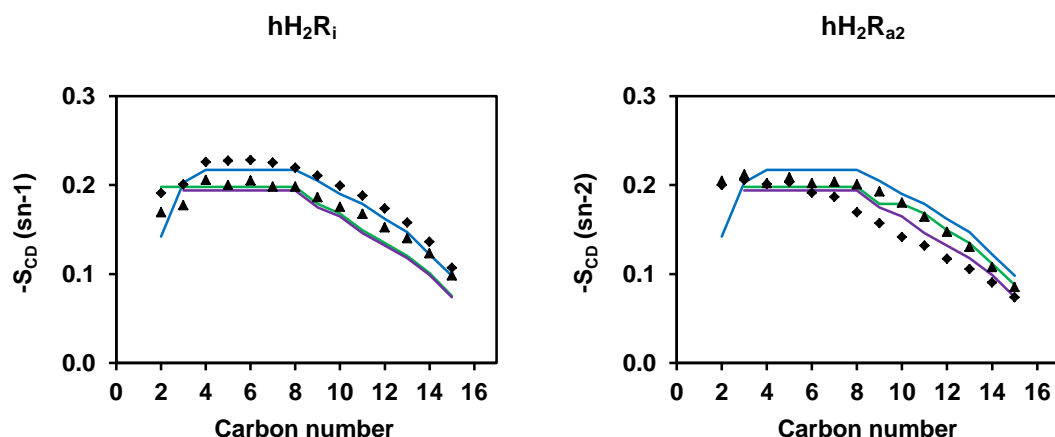 hH₂Rᵢ
hH₂Rₐ₂
0.3
0.2
0.1
0.0
-S_CD (sn-1)
0 2 4 6 8 10 12 14 16
Carbon number
0.3
0.2
0.1
0.0
-S_CD (sn-2)
0 2 4 6 8 10 12 14 16
Carbon number